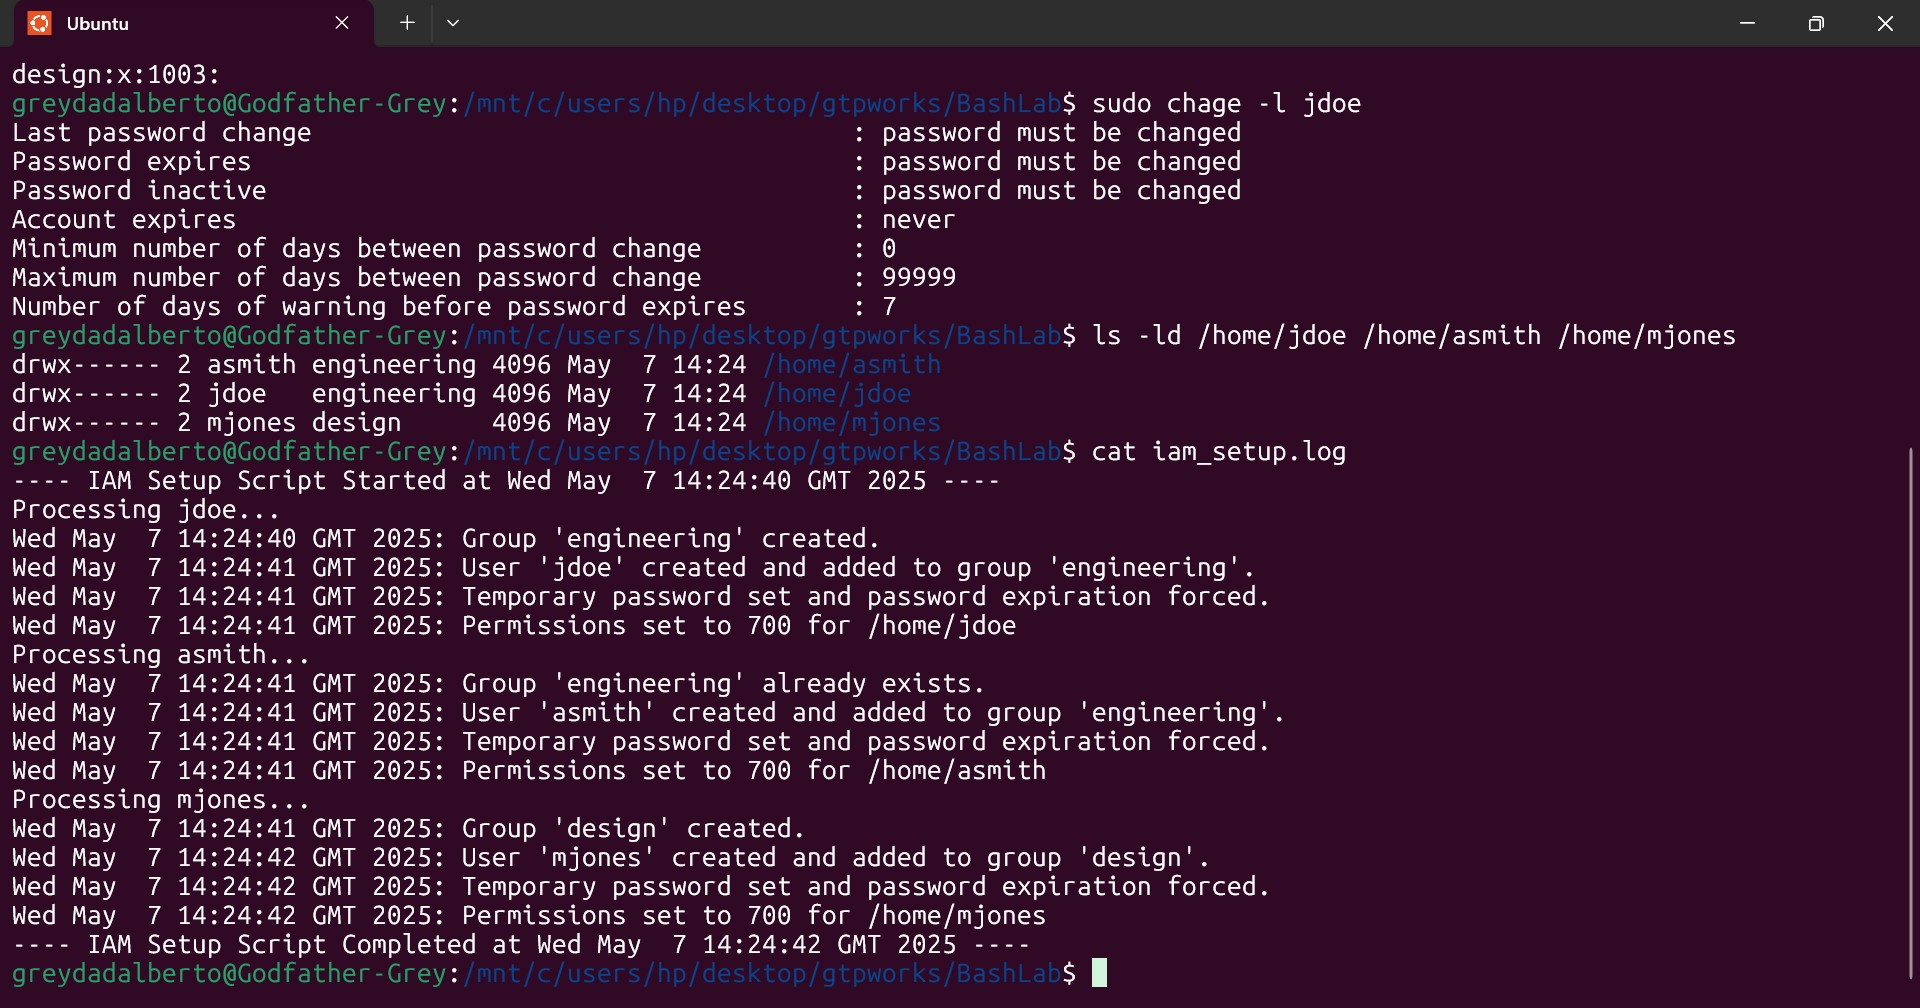 Ubuntu
design:x:1003:
greydadalberto@Godfather-Grey:/mnt/c/users/hp/desktop/gtpworks/BashLab$ sudo chage -l jdoe
Last password change                                    : password must be changed
Password expires                                        : password must be changed
Password inactive                                       : password must be changed
Account expires                                         : never
Minimum number of days between password change          : 0
Maximum number of days between password change          : 99999
Number of days of warning before password expires       : 7
greydadalberto@Godfather-Grey:/mnt/c/users/hp/desktop/gtpworks/BashLab$ ls -ld /home/jdoe /home/asmith /home/mjones
drwx------ 2 asmith engineering 4096 May  7 14:24 /home/asmith
drwx------ 2 jdoe   engineering 4096 May  7 14:24 /home/jdoe
drwx------ 2 mjones design      4096 May  7 14:24 /home/mjones
greydadalberto@Godfather-Grey:/mnt/c/users/hp/desktop/gtpworks/BashLab$ cat iam_setup.log
---- IAM Setup Script Started at Wed May  7 14:24:40 GMT 2025 ----
Processing jdoe...
Wed May  7 14:24:40 GMT 2025: Group 'engineering' created.
Wed May  7 14:24:41 GMT 2025: User 'jdoe' created and added to group 'engineering'.
Wed May  7 14:24:41 GMT 2025: Temporary password set and password expiration forced.
Wed May  7 14:24:41 GMT 2025: Permissions set to 700 for /home/jdoe
Processing asmith...
Wed May  7 14:24:41 GMT 2025: Group 'engineering' already exists.
Wed May  7 14:24:41 GMT 2025: User 'asmith' created and added to group 'engineering'.
Wed May  7 14:24:41 GMT 2025: Temporary password set and password expiration forced.
Wed May  7 14:24:41 GMT 2025: Permissions set to 700 for /home/asmith
Processing mjones...
Wed May  7 14:24:41 GMT 2025: Group 'design' created.
Wed May  7 14:24:42 GMT 2025: User 'mjones' created and added to group 'design'.
Wed May  7 14:24:42 GMT 2025: Temporary password set and password expiration forced.
Wed May  7 14:24:42 GMT 2025: Permissions set to 700 for /home/mjones
---- IAM Setup Script Completed at Wed May  7 14:24:42 GMT 2025 ----
greydadalberto@Godfather-Grey:/mnt/c/users/hp/desktop/gtpworks/BashLab$